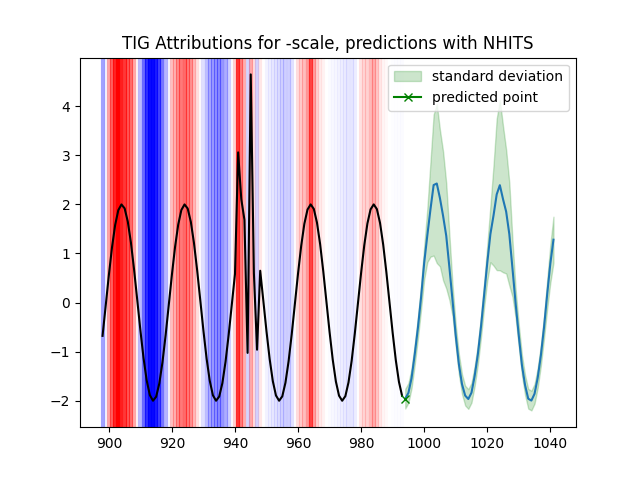 TIG Attributions for -scale, predictions with NHITS
standard deviation
predicted point
4
3
2
1
0
−1
−2
900 920 940 960 980 1000 1020 1040